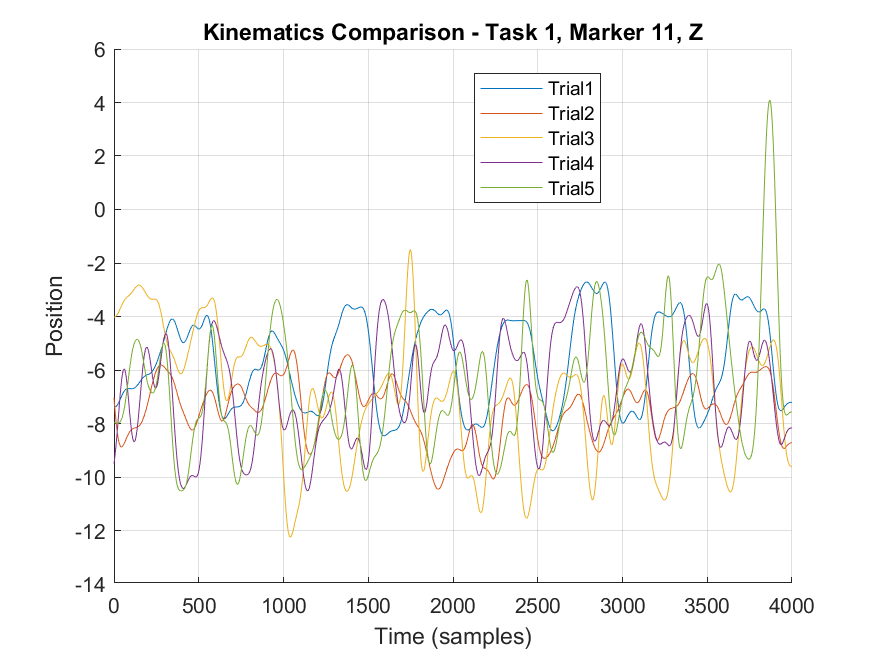 Kinematics Comparison - Task 1, Marker 11, Z
6
4
2
0
-2
-4
-6
-8
-10
-12
-14
Position
Trial1
Trial2
Trial3
Trial4
Trial5
0 500 1000 1500 2000 2500 3000 3500 4000
Time (samples)